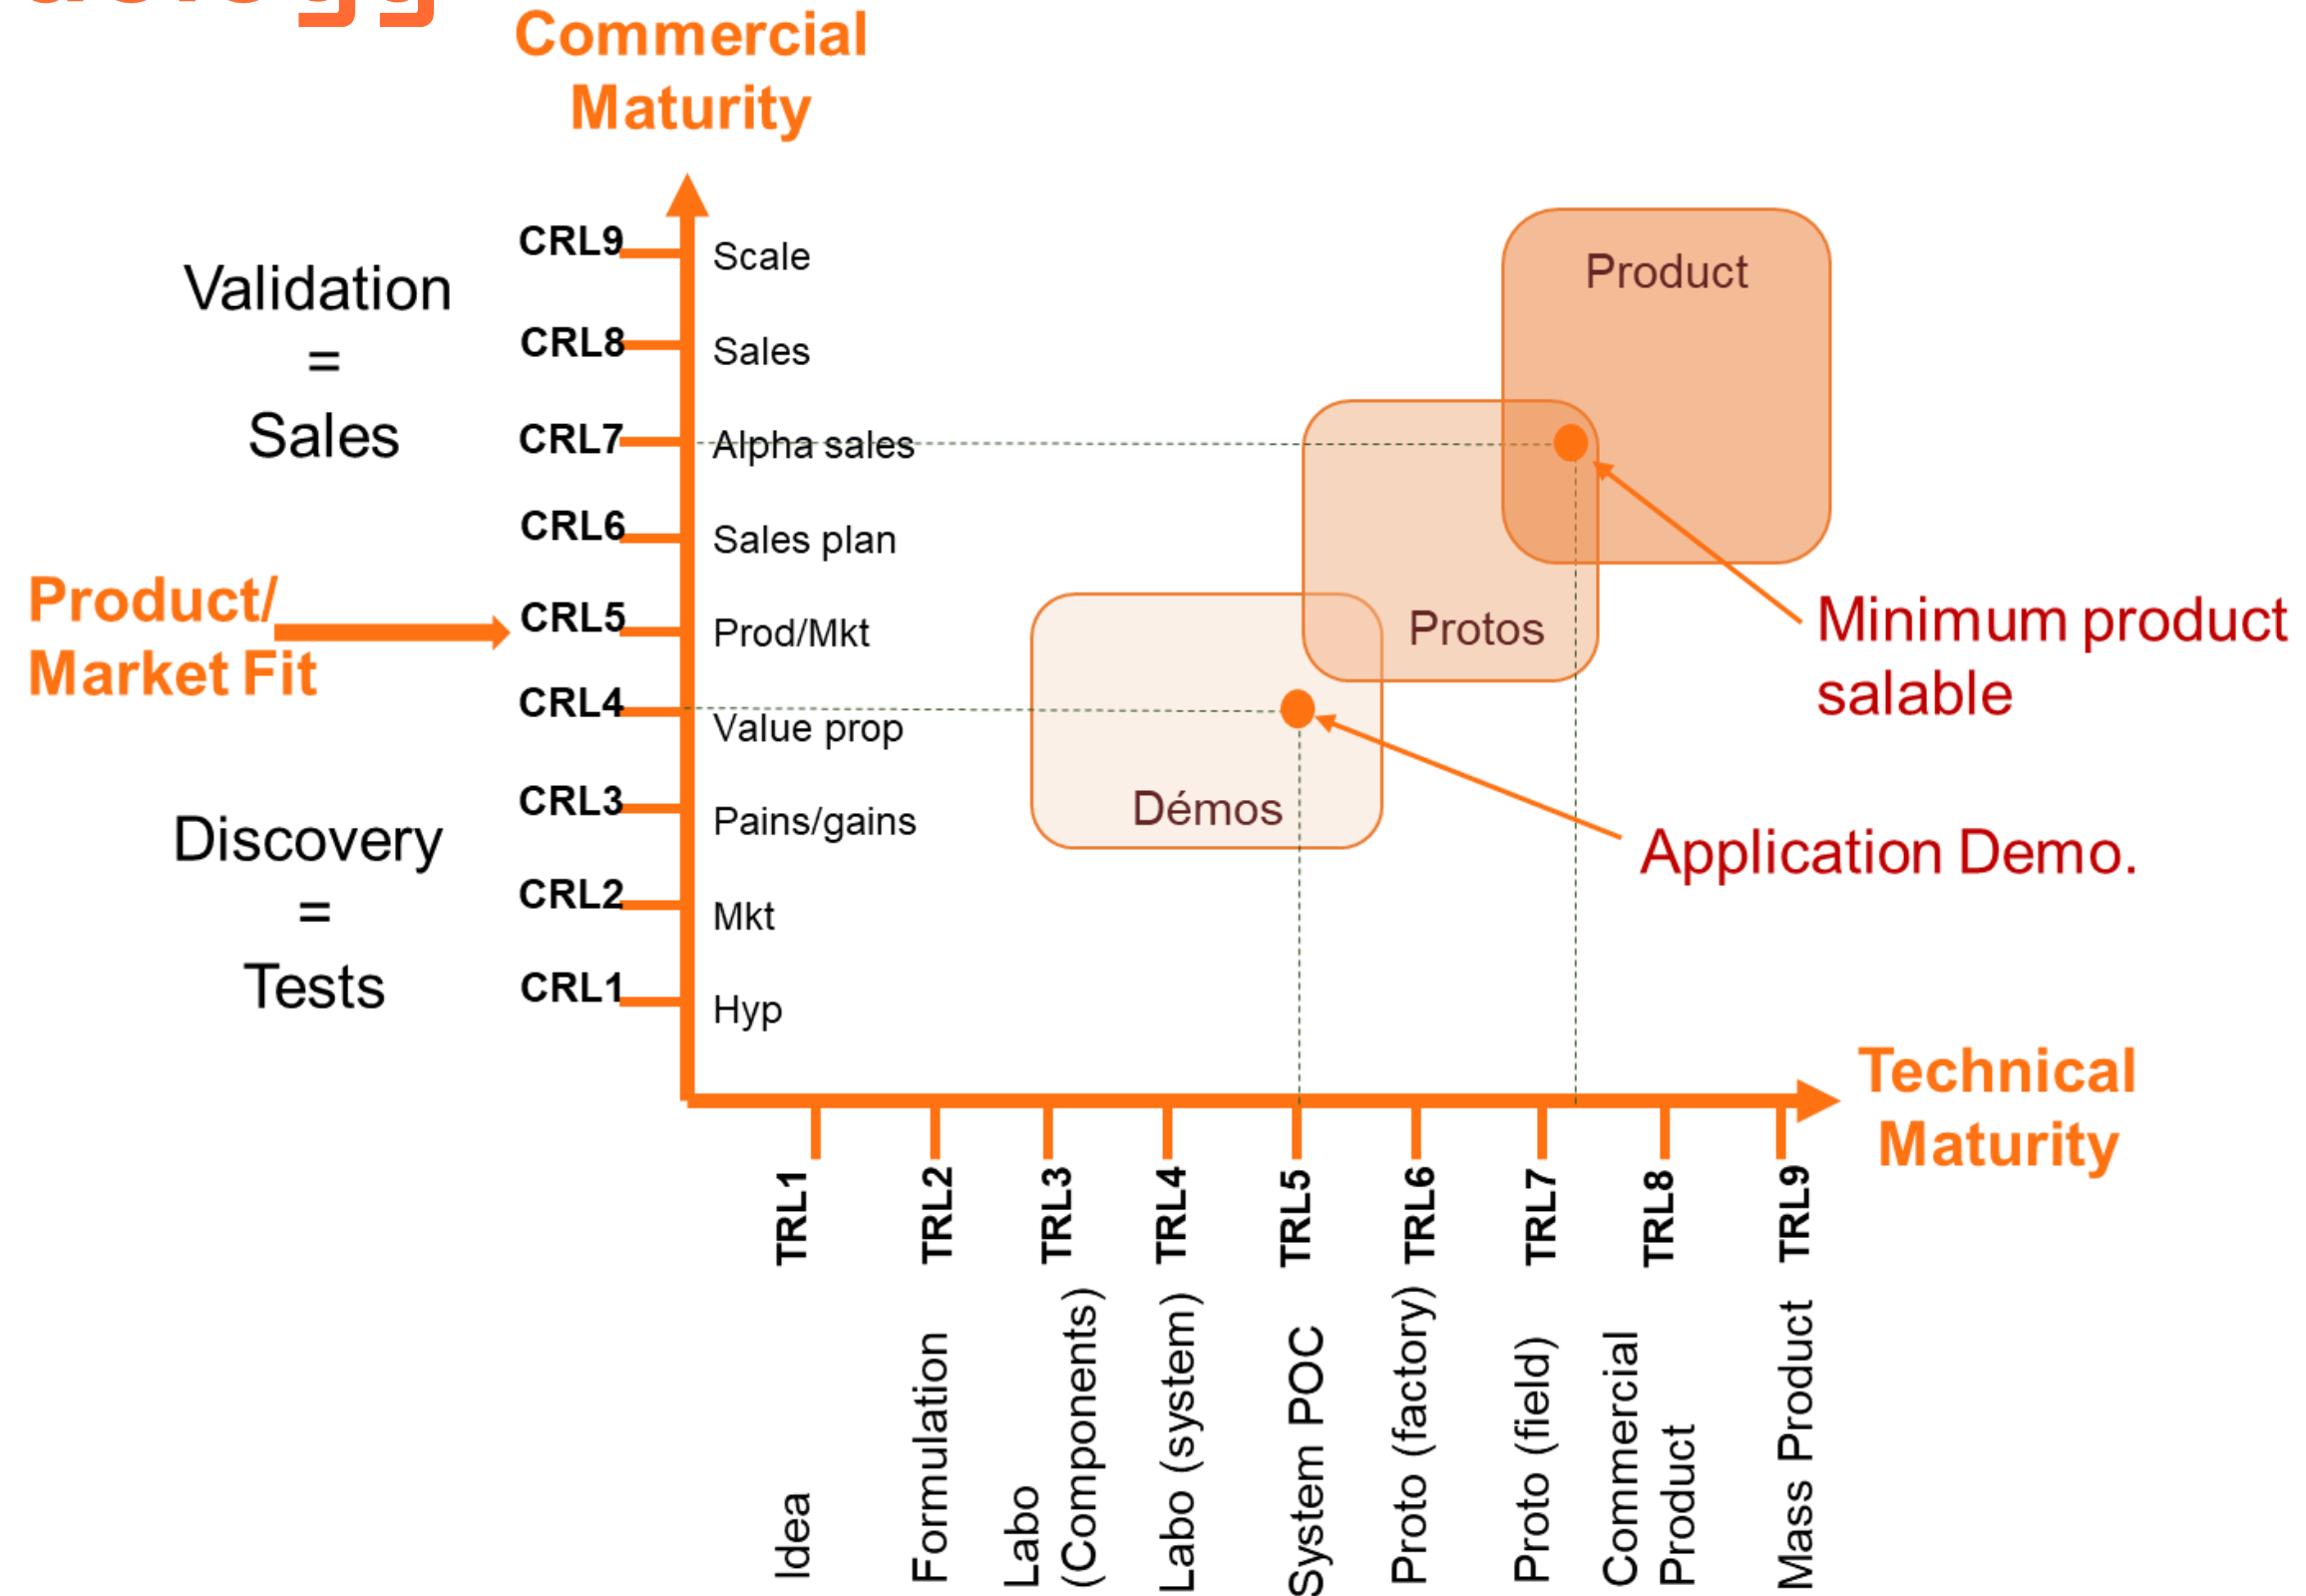 Commercial
Maturity
CRL9
Scale
Validation
=
Sales
CRL8
Sales
CRL7
Alpha sales
CRL6
Sales plan
Product/
Market Fit
CRL5
Prod/Mkt
CRL4
Value prop
CRL3
Pains/gains
Discovery
=
Tests
CRL2
Mkt
CRL1
Hyp
Product
Protos
Démos
Minimum product
salable
Application Demo.
Technical
Maturity
TRL1
TRL2
TRL3
TRL4
TRL5
TRL6
TRL7
TRL8
TRL9
Idea
Formulation
Labo
(Components)
Labo (system)
System POC
Proto (factory)
Proto (field)
Commercial
Product
Mass Product